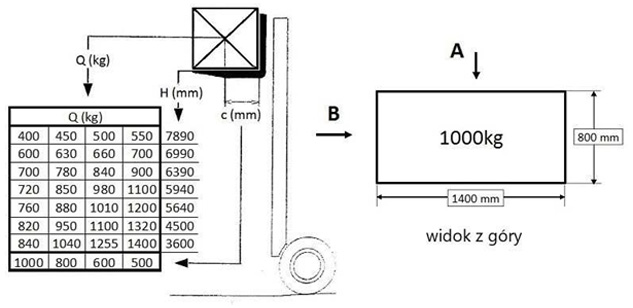 A
Q (kg)
H (mm)
c (mm)
B
1000kg
800 mm
1400 mm
widok z góry
Q (kg)
400 450 500 550 7890
600 630 660 700 6990
700 780 840 900 6390
720 850 980 1100 5940
760 880 1010 1200 5640
820 950 1100 1320 4500
840 1040 1255 1400 3600
1000 800 600 500